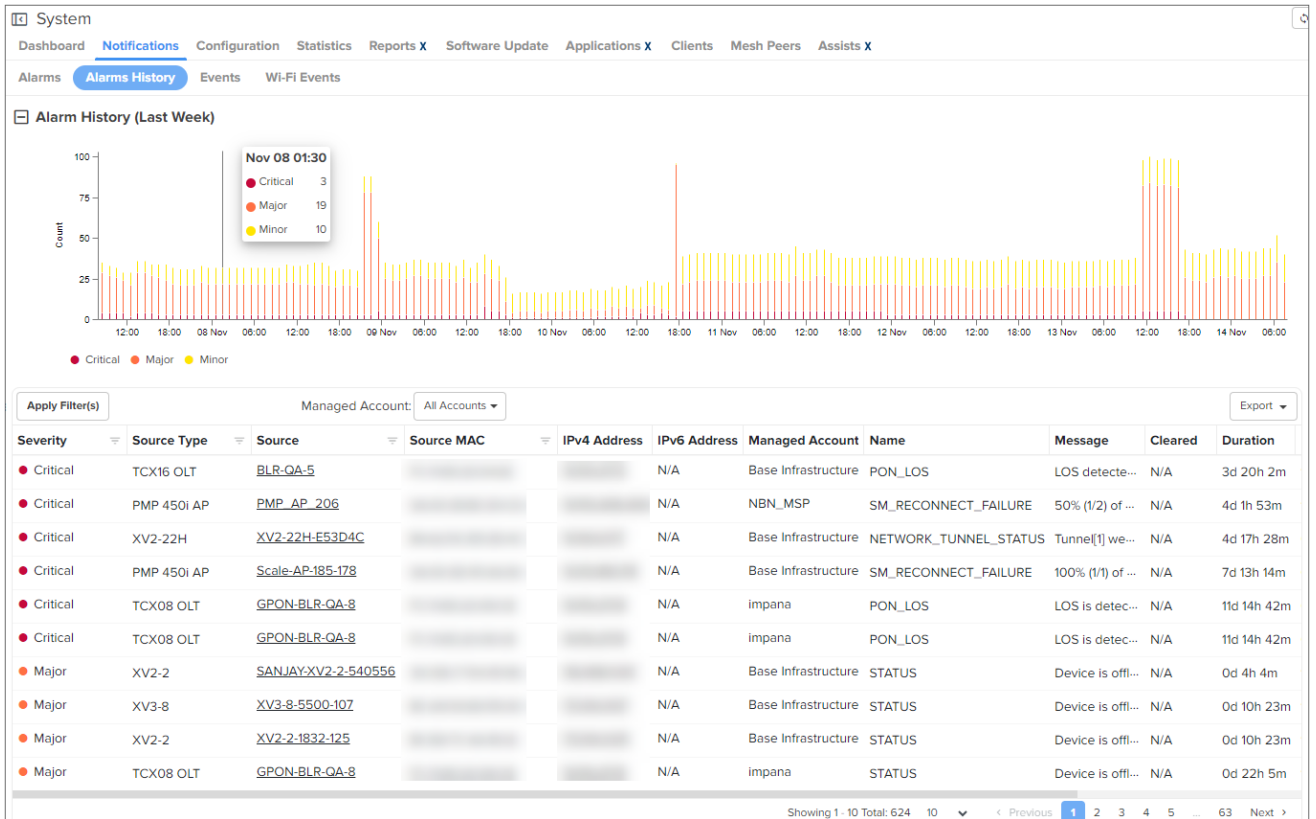 System
Dashboard Notifications Configuration Statistics Reports X Software Update Applications X Clients Mesh Peers Assists X
Alarms Alarms History Events Wi-Fi Events
Alarm History (Last Week)
Nov 08 01:30
Critical 3
Major 19
Minor 10
100
75
50
25
0
Count
12:00 18:00 08 Nov 06:00 12:00 18:00 09 Nov 06:00 12:00 18:00 10 Nov 06:00 12:00 18:00 11 Nov 06:00 12:00 18:00 12 Nov 06:00 12:00 18:00 13 Nov 06:00 12:00 18:00 14 Nov 06:00
Critical Major Minor
Apply Filter(s) Managed Account: All Accounts Export
Severity Source Type Source Source MAC IPv4 Address IPv6 Address Managed Account Name Message Cleared Duration
Critical TCX16 OLT BLR-QA-5 N/A Base Infrastructure PON_LOS LOS detecte... N/A 3d 20h 2m
Critical PMP 450i AP PMP_AP_206 N/A NBN_MSP SM_RECONNECT_FAILURE 50% (1/2) of ... N/A 4d 1h 53m
Critical XV2-22H XV2-22H-E53D4C N/A Base Infrastructure NETWORK_TUNNEL_STATUS Tunnel[1] we... N/A 4d 17h 28m
Critical PMP 450i AP Scale-AP-185-178 N/A Base Infrastructure SM_RECONNECT_FAILURE 100% (1/1) of ... N/A 7d 13h 14m
Critical TCX08 OLT GPON-BLR-QA-8 N/A impana PON_LOS LOS is detec... N/A 11d 14h 42m
Critical TCX08 OLT GPON-BLR-QA-8 N/A impana PON_LOS LOS is detec... N/A 11d 14h 42m
Major XV2-2 SANJAY-XV2-2-540556 N/A Base Infrastructure STATUS Device is offl... N/A 0d 4h 4m
Major XV3-8 XV3-8-5500-107 N/A Base Infrastructure STATUS Device is offl... N/A 0d 10h 23m
Major XV2-2 XV2-2-1832-125 N/A Base Infrastructure STATUS Device is offl... N/A 0d 10h 23m
Major TCX08 OLT GPON-BLR-QA-8 N/A impana STATUS Device is offl... N/A 0d 22h 5m
Showing 1 - 10 Total: 624 10 < Previous 1 2 3 4 5 ... 63 Next >